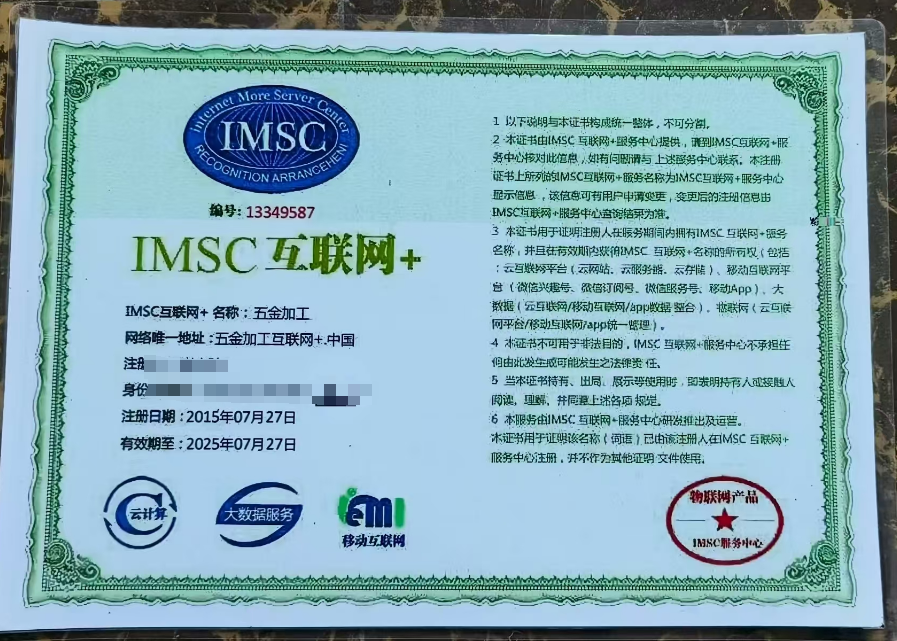 Internet More Server Center
IMSC
RECOGNITION ARRANGEMENT
编号: 13349587
IMSC 互联网+
IMSC互联网+ 名称：五金加工
网络唯一地址：五金加工互联网+.中国
注册
身份
注册日期：2015年07月27日
有效期至：2025年07月27日
云计算
大数据服务
eMI
移动互联网
1 以下说明与本证书构成统一整体，不可分割。
2 本证书由IMSC 互联网+服务中心提供，请到IMSC互联网+服
务中心核对此信息，如有问题请与上述服务中心联系。本注册
证书上所列的IMSC互联网+服务名称为IMSC互联网+服务中心
显示信息，该信息可有用户申请变更，变更后的注册信息由
IMSC互联网+服务中心查询结果为准。
3 本证书用于证明注册人在服务期间内拥有IMSC 互联网+服务
名称，并且在有效期内获得IMSC 互联网+名称的所有权（包括
：云互联网平台（云网站、云服务器、云存储）、移动互联网平
台（微信兴趣号、微信订阅号、微信服务号、移动App）、大
数据（云互联网/移动互联网/app数据 整合）、物联网（云互联
网平台/移动互联网/app统一管理）。
4 本证书不可用于非法目的，IMSC 互联网+服务中心不承担任
何由此发生或可能发生之法律责 任。
5 当本证书持有、出局、展示等使用时，即表明持有人或接触人
阅读、理解、并同意上述各项 规定。
6 本服务由IMSC 互联网+服务中心研发推出及运营。
本证书用于证明该名称（词语）已由该注册人在IMSC 互联网+
服务中心注册，并不作为其他证明 文件使用。
物联网产品
IMSC服务中心